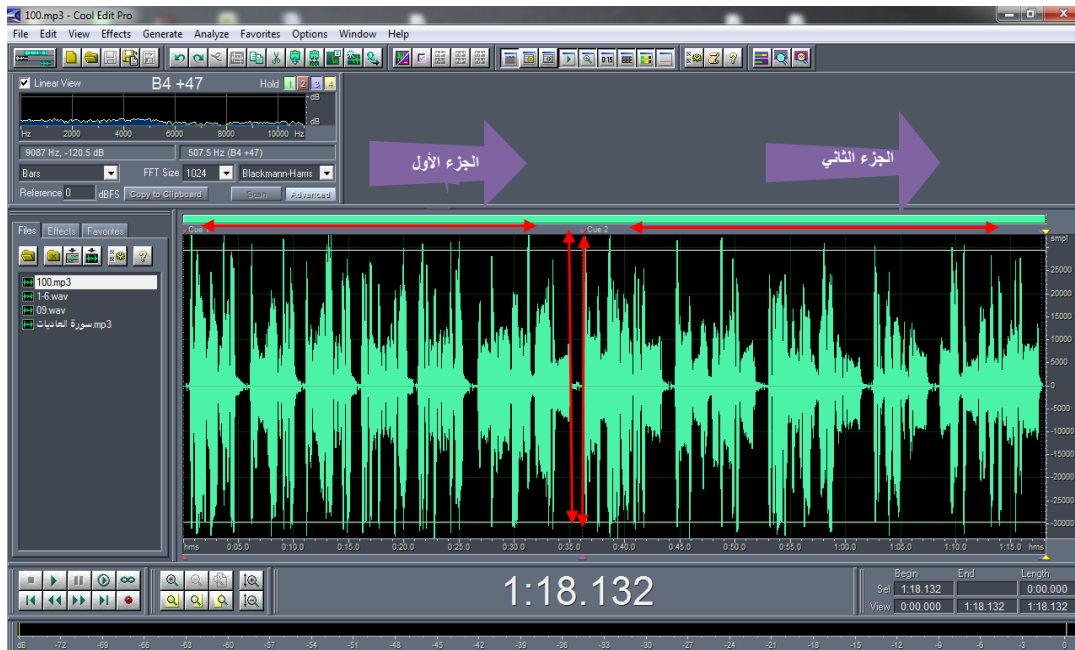 100.mp3 - Cool Edit Pro
File Edit View Effects Generate Analyze Favorites Options Window Help
Linear View B4 +47 Hold 1 2 3 4
dB
dB
Hz 2000 4000 6000 8000 10000 Hz
9087 Hz, -120.5 dB 507.5 Hz (B4 +47)
Bars FFT Size 1024 Blackmann-Harris
Reference 0 dBFS Copy to Clipboard Scan Advanced
الجزء الأول
الجزء الثاني
Files Effects Favorites
100.mp3
1-6.wav
09.wav
سورة العاديات.mp3
Cue Cue 2
smpl
25000
20000
15000
10000
5000
0
-5000
-10000
-15000
-20000
-25000
-30000
hms 0:05.0 0:10.0 0:15.0 0:20.0 0:25.0 0:30.0 0:35.0 0:40.0 0:45.0 0:50.0 0:55.0 1:00.0 1:05.0 1:10.0 1:15.0 hms
1:18.132
Begin End Length
Sel 1:18.132 0:00.000
View 0:00.000 1:18.132 1:18.132
dB -72 -69 -66 -63 -60 -57 -54 -51 -48 -45 -42 -39 -36 -33 -30 -27 -24 -21 -18 -15 -12 -9 -6 -3 0